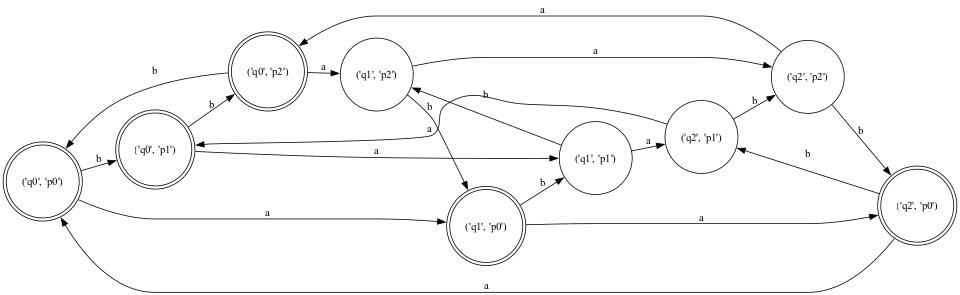 a
b
('q0', 'p2')
a
('q1', 'p2')
a
('q2', 'p2')
b
b
b
b
b
a
('q0', 'p1')
a
('q1', 'p1')
a
('q2', 'p1')
b
b
('q0', 'p0')
b
a
('q1', 'p0')
a
('q2', 'p0')
a